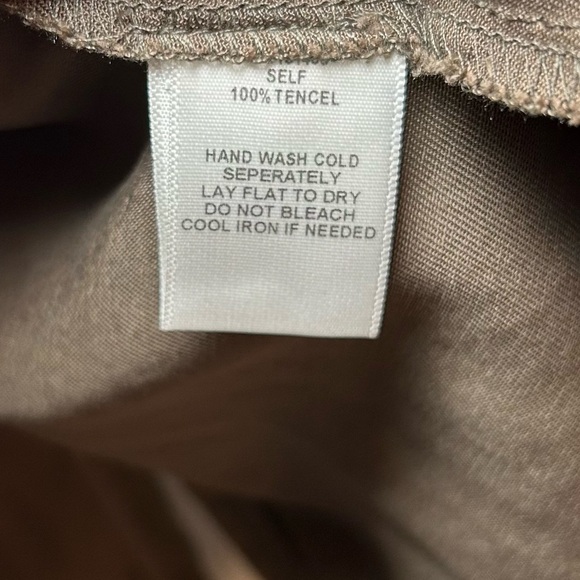 SELF
100% TENCEL
HAND WASH COLD
SEPERATELY
LAY FLAT TO DRY
DO NOT BLEACH
COOL IRON IF NEEDED